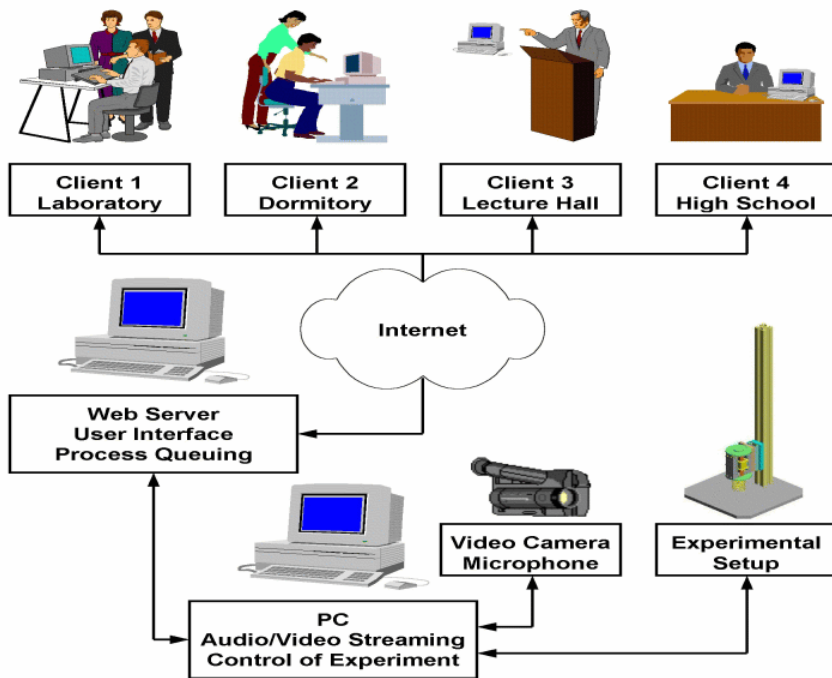 Client 1
Laboratory
Client 2
Dormitory
Client 3
Lecture Hall
Client 4
High School
Internet
Web Server
User Interface
Process Queuing
Video Camera
Microphone
Experimental
Setup
PC
Audio/Video Streaming
Control of Experiment